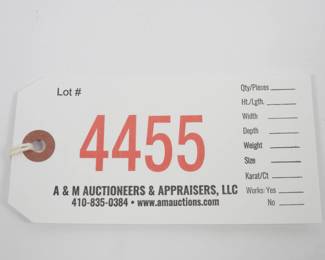 Lot #
4455
A & M AUCTIONEERS & APPRAISERS, LLC
410-835-0384 • www.amauctions.com
Qty/Pieces
Ht./Lgth.
Width
Depth
Weight
Size
Karat/Ct
Works: Yes
No